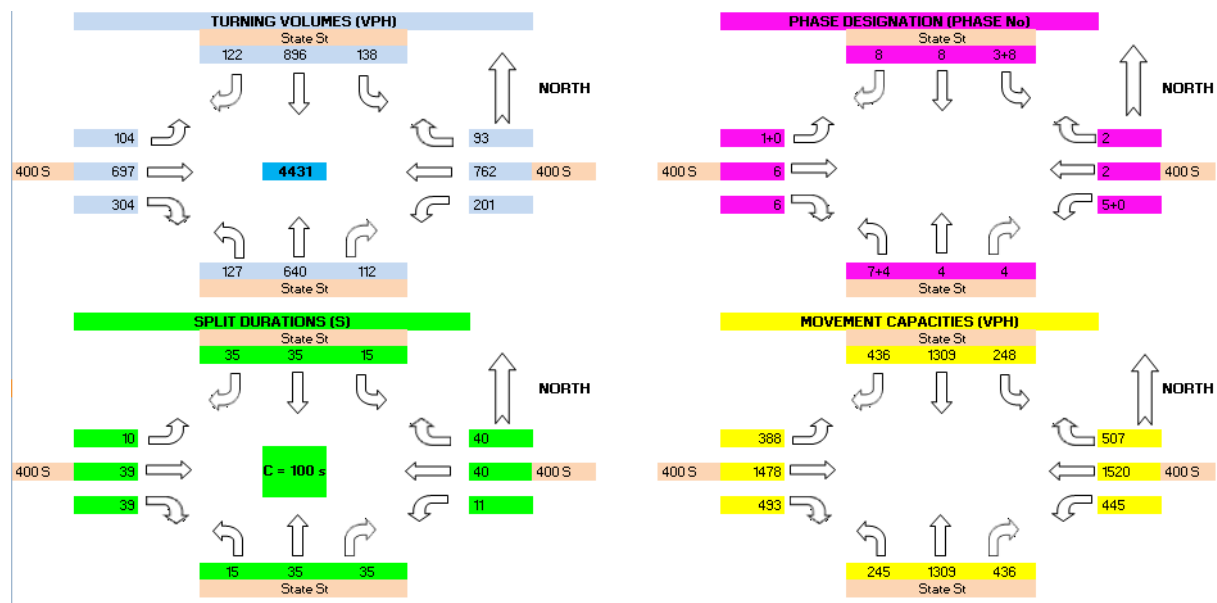 TURNING VOLUMES (VPH)
State St
122 896 138
NORTH
104 93
400 S 697 4431 762 400 S
304 201
127 640 112
State St
PHASE DESIGNATION (PHASE No)
State St
8 8 3+8
NORTH
1+0 2
400 S 6 2 400 S
6 5+0
7+4 4 4
State St
SPLIT DURATIONS (S)
State St
35 35 15
NORTH
10 40
400 S 39 C = 100 s 40 400 S
39 11
15 35 35
State St
MOVEMENT CAPACITIES (VPH)
State St
436 1309 248
NORTH
388 507
400 S 1478 1520 400 S
493 445
245 1309 436
State St